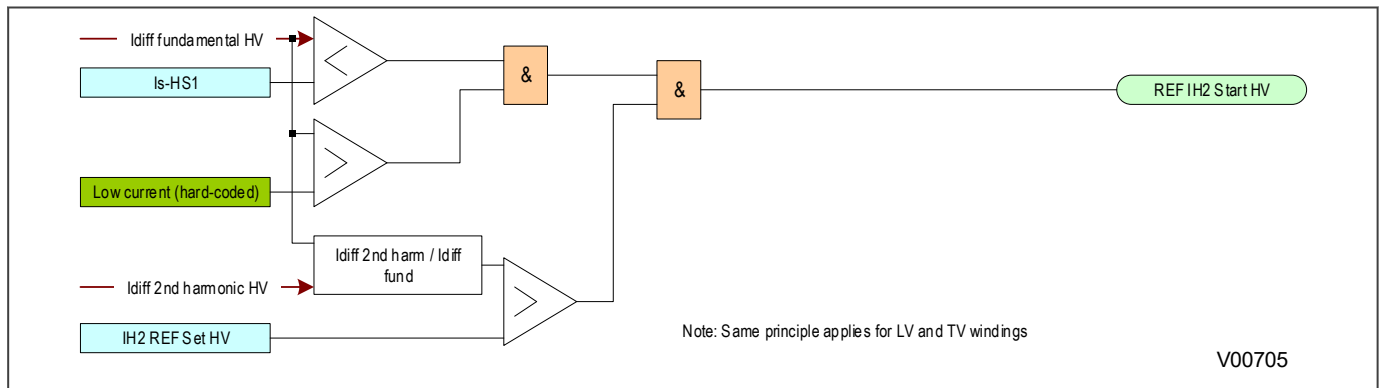 Idiff fundamental HV
Is-HS1
&
&
REF IH2 Start HV
Low current (hard-coded)
Idiff 2nd harm / Idiff
fund
Idiff 2nd harmonic HV
IH2 REF Set HV
Note: Same principle applies for LV and TV windings
V00705